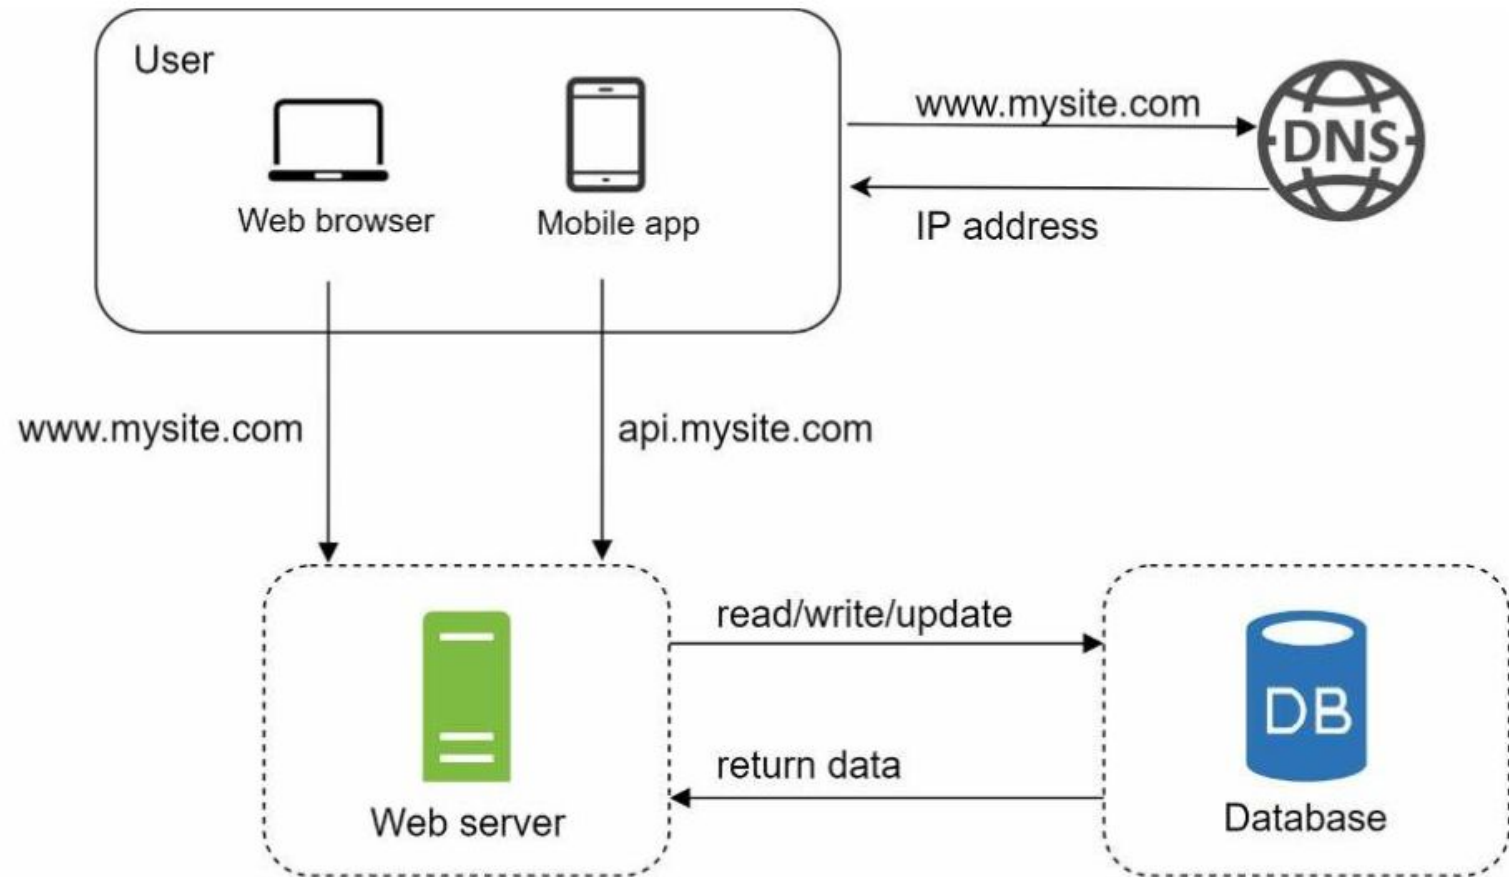 User
www.mysite.com
DNS
Web browser
Mobile app
IP address
www.mysite.com
api.mysite.com
read/write/update
DB
return data
Web server
Database